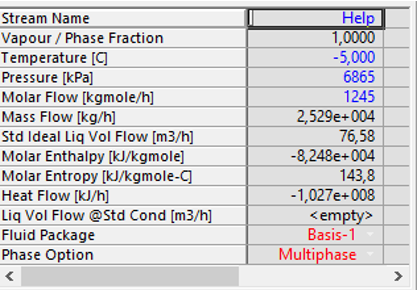 Stream Name Help
Vapour / Phase Fraction 1,0000
Temperature [C] -5,000
Pressure [kPa] 6865
Molar Flow [kgmole/h] 1245
Mass Flow [kg/h] 2,529e+004
Std Ideal Liq Vol Flow [m3/h] 76,58
Molar Enthalpy [kJ/kgmole] -8,248e+004
Molar Entropy [kJ/kgmole-C] 143,8
Heat Flow [kJ/h] -1,027e+008
Liq Vol Flow @Std Cond [m3/h] <empty>
Fluid Package Basis-1
Phase Option Multiphase